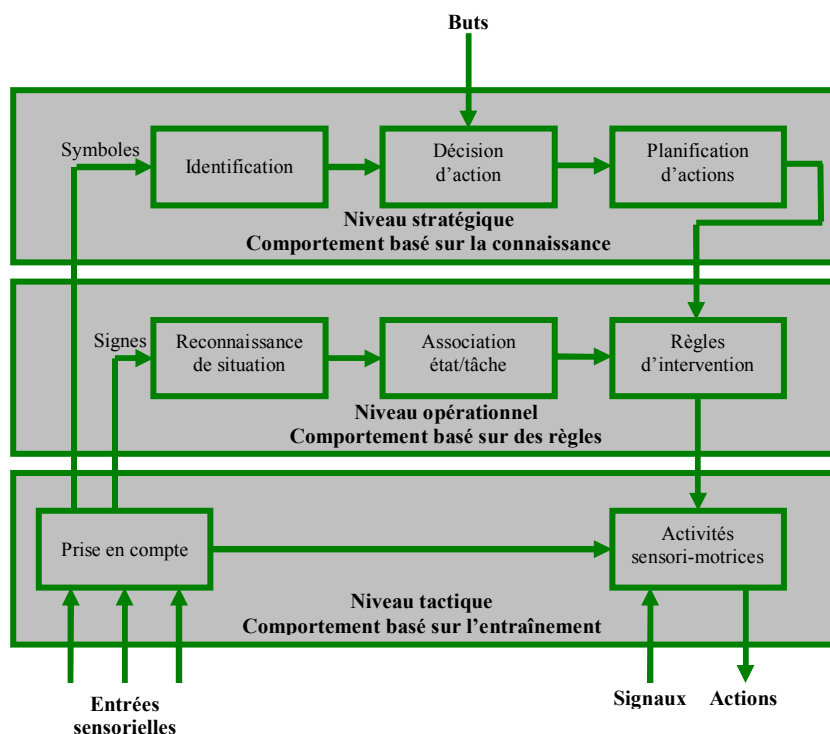 Buts
Symboles
Identification
Décision
d'action
Planification
d'actions
Niveau stratégique
Comportement basé sur la connaissance
Signes
Reconnaissance
de situation
Association
état/tâche
Règles
d'intervention
Niveau opérationnel
Comportement basé sur des règles
Prise en compte
Activités
sensori-motrices
Niveau tactique
Comportement basé sur l'entraînement
Entrées
sensorielles
Signaux
Actions